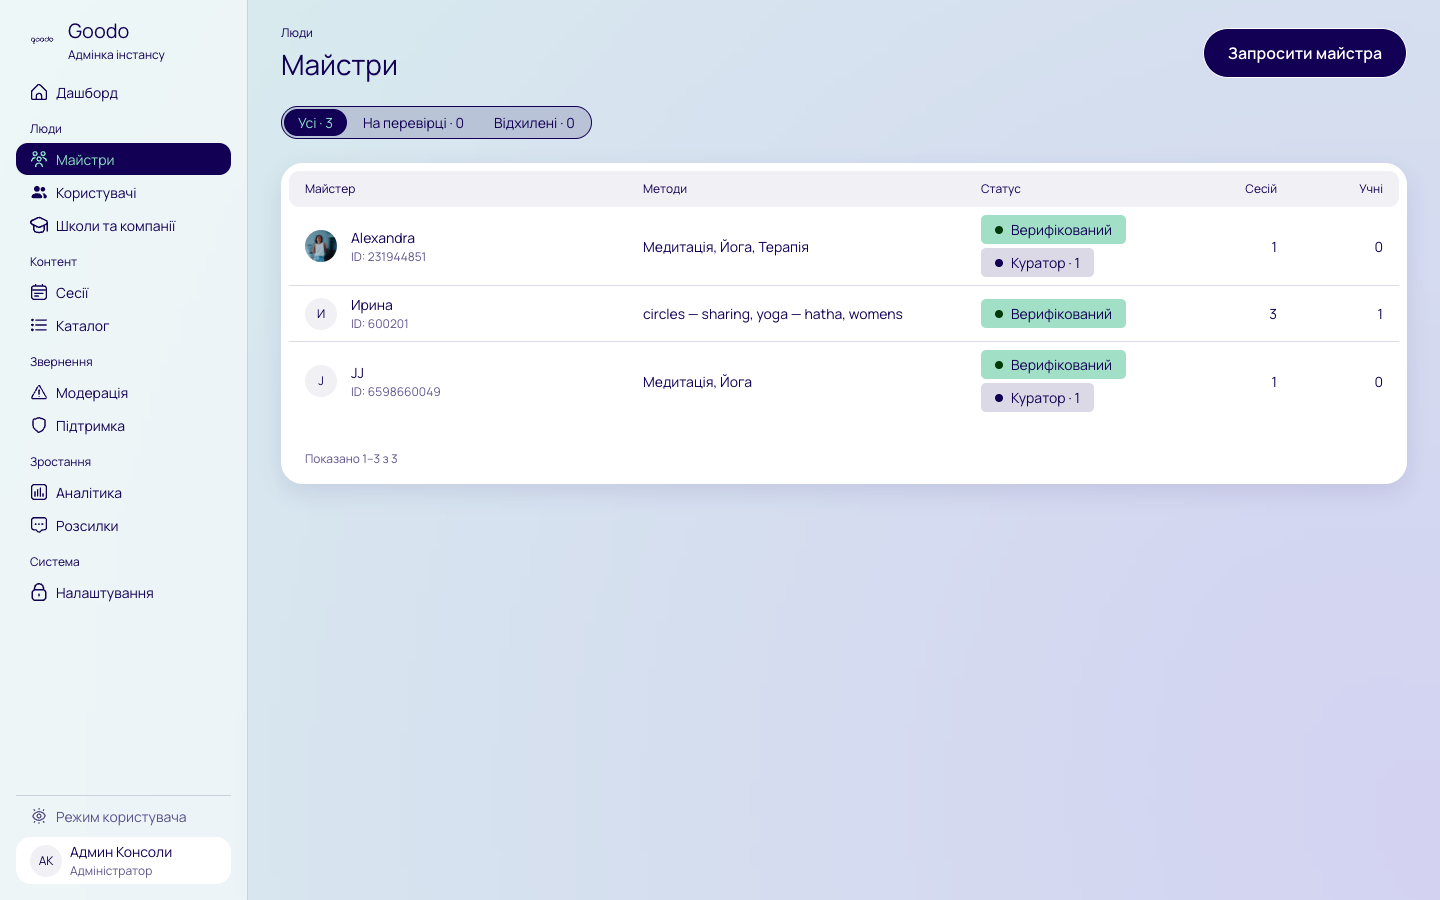 goodo
Goodo
Адмінка інстансу
Дашборд
Люди
Майстри
Користувачі
Школи та компанії
Контент
Сесії
Каталог
Звернення
Модерація
Підтримка
Зростання
Аналітика
Розсилки
Система
Налаштування
Режим користувача
АК
Админ Консоли
Адміністратор
Люди
Майстри
Запросити майстра
Усі · 3 На перевірці · 0 Відхилені · 0
Майстер Методи Статус Сесій Учні
Alexandra
ID: 231944851
Медитація, Йога, Терапія
Верифікований
Куратор · 1
1 0
И
Ирина
ID: 600201
circles — sharing, yoga — hatha, womens
Верифікований
3 1
J
JJ
ID: 6598660049
Медитація, Йога
Верифікований
Куратор · 1
1 0
Показано 1–3 з 3